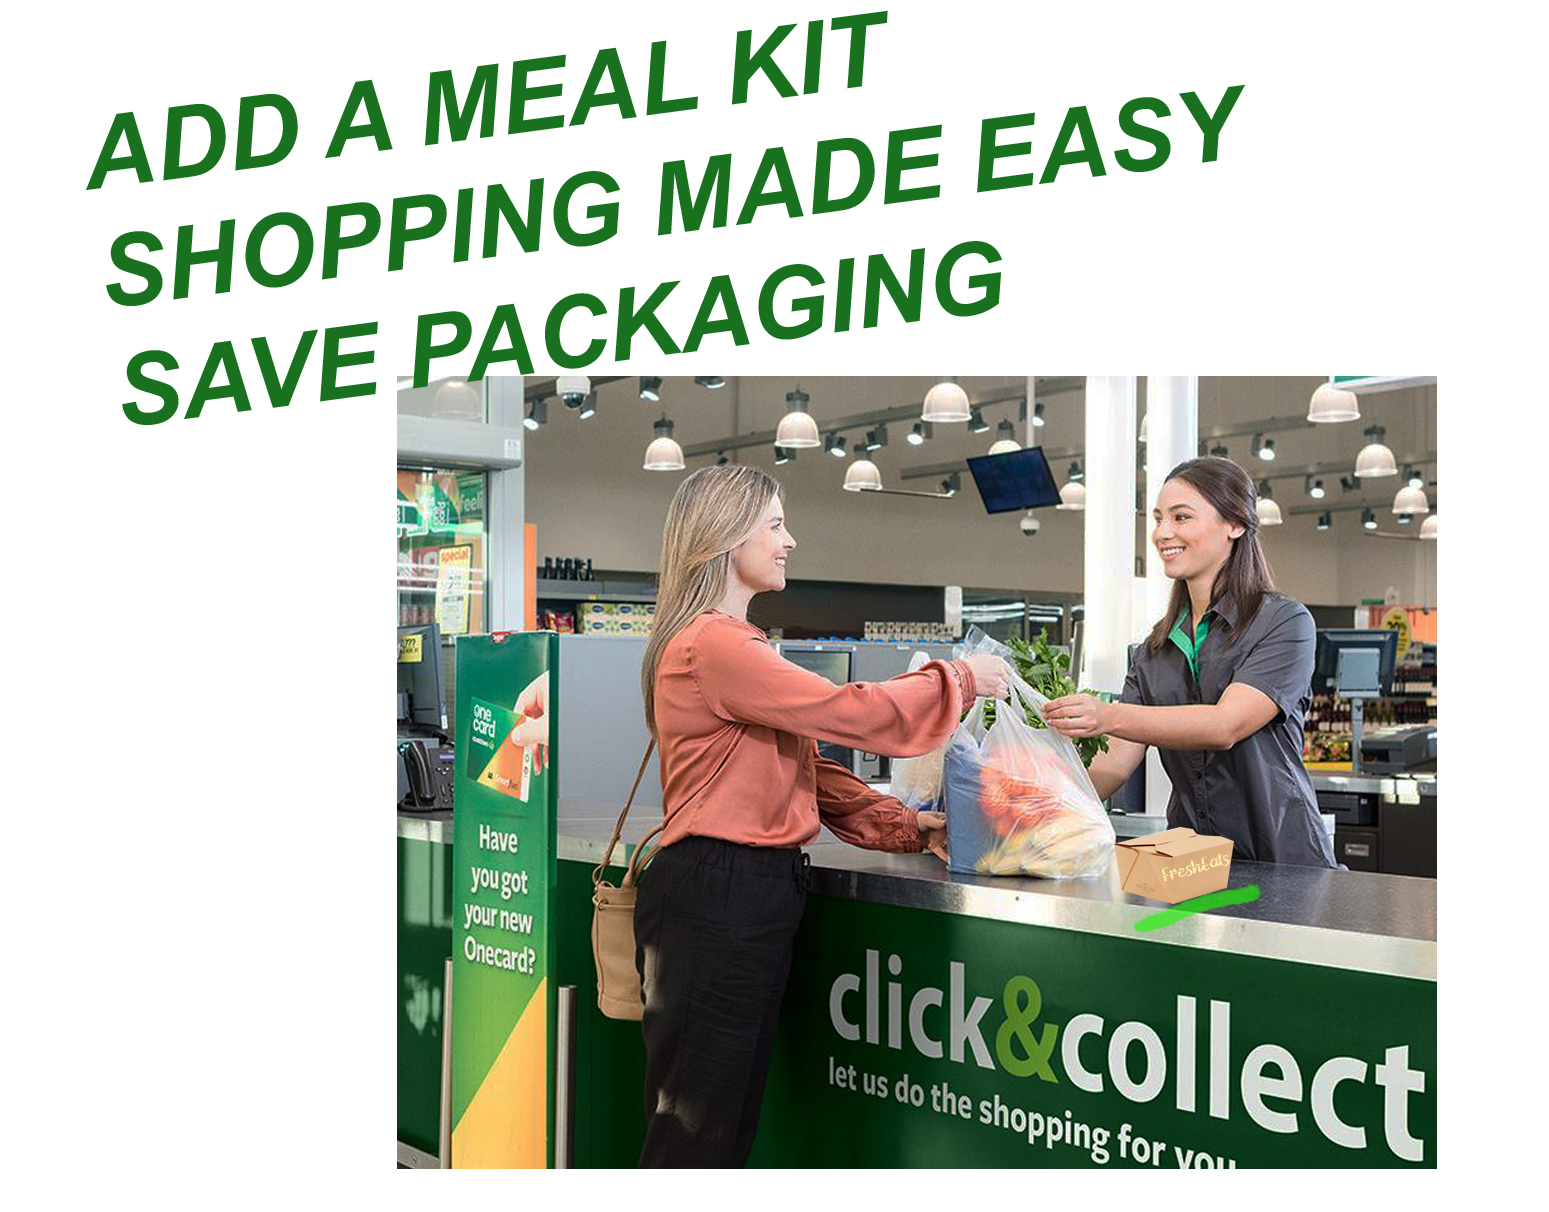 ADD A MEAL KIT
SHOPPING MADE EASY
SAVE PACKAGING
special
one
card
Have
you got
your new
Onecard?
FreshEats
click&collect
let us do the shopping for you